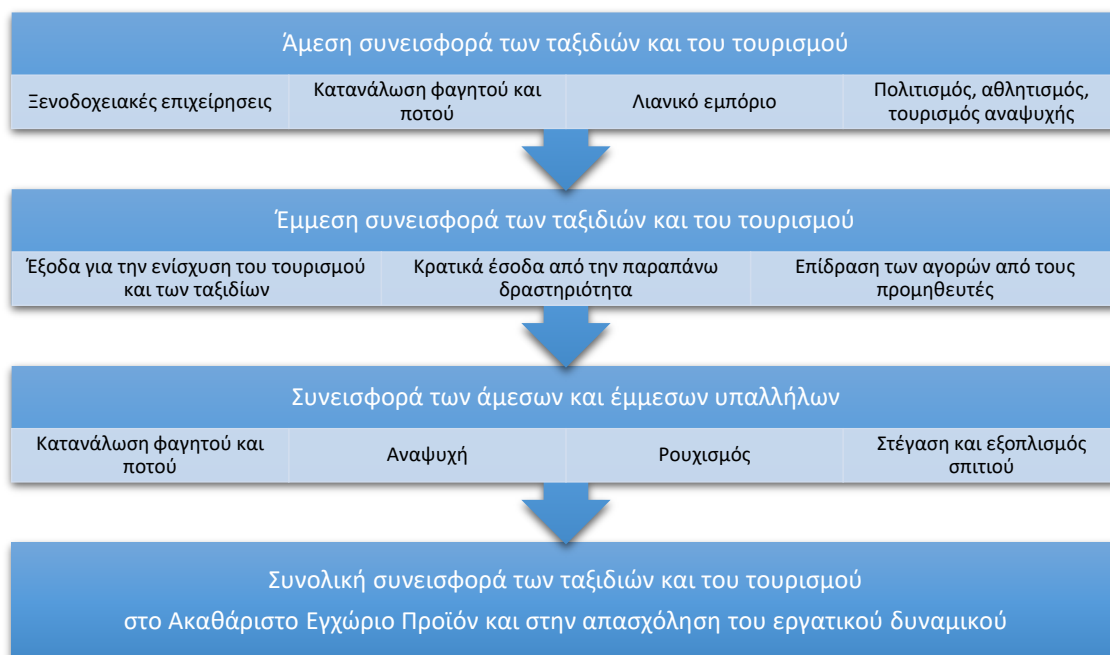 Άμεση συνεισφορά των ταξιδιών και του τουρισμού
Ξενοδοχειακές επιχείρησεις
Κατανάλωση φαγητού και
ποτού
Λιανικό εμπόριο
Πολιτισμός, αθλητισμός,
τουρισμός αναψυχής
Έμμεση συνεισφορά των ταξιδιών και του τουρισμού
Έξοδα για την ενίσχυση του τουρισμού
και των ταξιδίων
Κρατικά έσοδα από την παραπάνω
δραστηριότητα
Επίδραση των αγορών από τους
προμηθευτές
Συνεισφορά των άμεσων και έμμεσων υπαλλήλων
Κατανάλωση φαγητού και
ποτού
Αναψυχή
Ρουχισμός
Στέγαση και εξοπλισμός
σπιτιού
Συνολική συνεισφορά των ταξιδιών και του τουρισμού
στο Ακαθάριστο Εγχώριο Προϊόν και στην απασχόληση του εργατικού δυναμικού